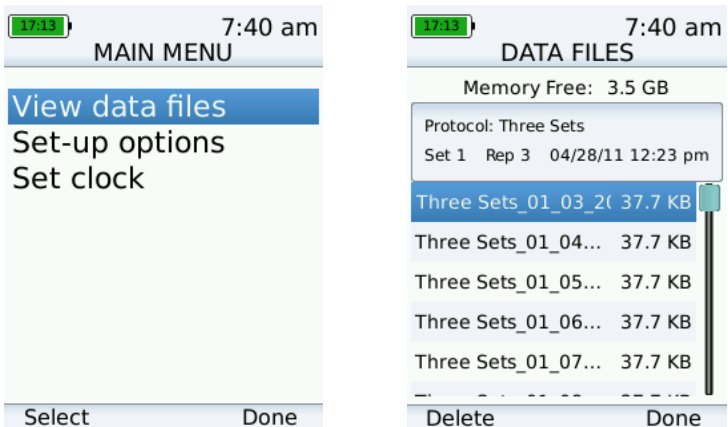 17:13 7:40 am
MAIN MENU
View data files
Set-up options
Set clock
Select Done
17:13 7:40 am
DATA FILES
Memory Free: 3.5 GB
Protocol: Three Sets
Set 1 Rep 3 04/28/11 12:23 pm
Three Sets_01_03_2( 37.7 KB
Three Sets_01_04... 37.7 KB
Three Sets_01_05... 37.7 KB
Three Sets_01_06... 37.7 KB
Three Sets_01_07... 37.7 KB
Delete Done